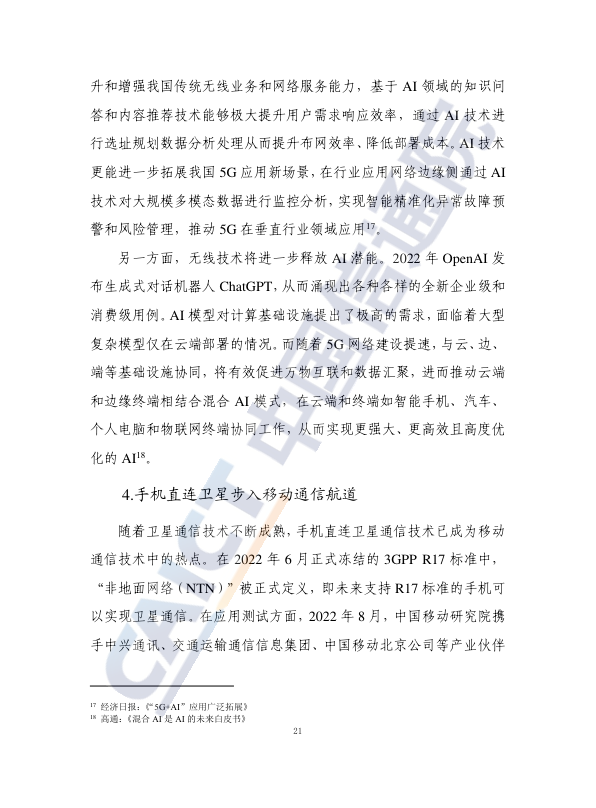 升和增强我国传统无线业务和网络服务能力，基于 AI 领域的知识问
答和内容推荐技术能够极大提升用户需求响应效率，通过 AI 技术进
行选址规划数据分析处理从而提升布网效率、降低部署成本。AI 技术
更能进一步拓展我国 5G 应用新场景，在行业应用网络边缘侧通过 AI
技术对大规模多模态数据进行监控分析，实现智能精准化异常故障预
警和风险管理，推动 5G 在垂直行业领域应用17。
另一方面，无线技术将进一步释放 AI 潜能。2022 年 OpenAI 发
布生成式对话机器人 ChatGPT，从而涌现出各种各样的全新企业级和
消费级用例。AI 模型对计算基础设施提出了极高的需求，面临着大型
复杂模型仅在云端部署的情况。而随着 5G 网络建设提速，与云、边、
端等基础设施协同，将有效促进万物互联和数据汇聚，进而推动云端
和边缘终端相结合混合 AI 模式，在云端和终端如智能手机、汽车、
个人电脑和物联网终端协同工作，从而实现更强大、更高效且高度优
化的 AI18。
4.手机直连卫星步入移动通信航道
随着卫星通信技术不断成熟，手机直连卫星通信技术已成为移动
通信技术中的热点。在 2022 年 6 月正式冻结的 3GPP R17 标准中，
“非地面网络（NTN）”被正式定义，即未来支持 R17 标准的手机可
以实现卫星通信。在应用测试方面，2022 年 8 月，中国移动研究院携
手中兴通讯、交通运输通信信息集团、中国移动北京公司等产业伙伴
17 经济日报：《“5G+AI”应用广泛拓展》
18 高通：《混合 AI 是 AI 的未来白皮书》
21
CAICT 中国信通院